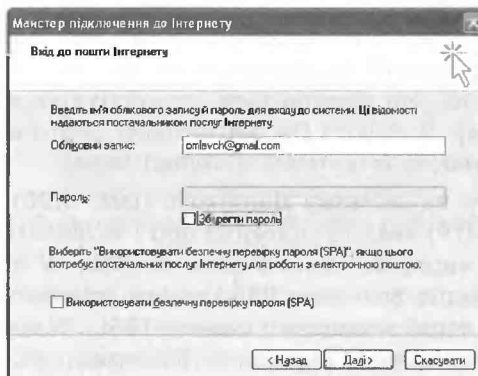 Майстер підключення до Інтернету
Вхід до пошти Інтернету
Введіть ім'я облікового запису й пароль для входу до системи. Ці відомості
надаються постачальником послуг Інтернету.
Обліковий запис: omlavch@gmail.com
Пароль:
Зберегти пароль
Виберіть "Використовувати безпечну перевірку пароля (SPA)", якщо цього
потребує постачальник послуг Інтернету для роботи з електронною поштою.
Використовувати безпечну перевірку пароля (SPA)
< Назад Далі > Скасувати